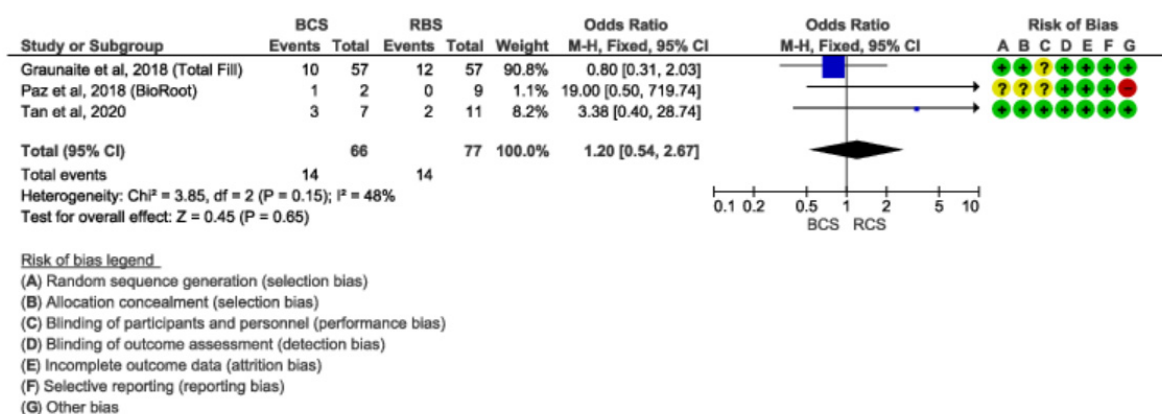 BCS RBS Odds Ratio Odds Ratio Risk of Bias
Study or Subgroup Events Total Events Total Weight M-H, Fixed, 95% CI M-H, Fixed, 95% CI A B C D E F G
Graunaite et al, 2018 (Total Fill) 10 57 12 57 90.8% 0.80 [0.31, 2.03] + + ? + + + +
Paz et al, 2018 (BioRoot) 1 2 0 9 1.1% 19.00 [0.50, 719.74] ? ? ? + + + −
Tan et al, 2020 3 7 2 11 8.2% 3.38 [0.40, 28.74] + + + + + + +
Total (95% CI) 66 77 100.0% 1.20 [0.54, 2.67]
Total events 14 14
Heterogeneity: Chi² = 3.85, df = 2 (P = 0.15); I² = 48%
Test for overall effect: Z = 0.45 (P = 0.65)
0.1 0.2 0.5 1 2 5 10
BCS RCS
Risk of bias legend
(A) Random sequence generation (selection bias)
(B) Allocation concealment (selection bias)
(C) Blinding of participants and personnel (performance bias)
(D) Blinding of outcome assessment (detection bias)
(E) Incomplete outcome data (attrition bias)
(F) Selective reporting (reporting bias)
(G) Other bias